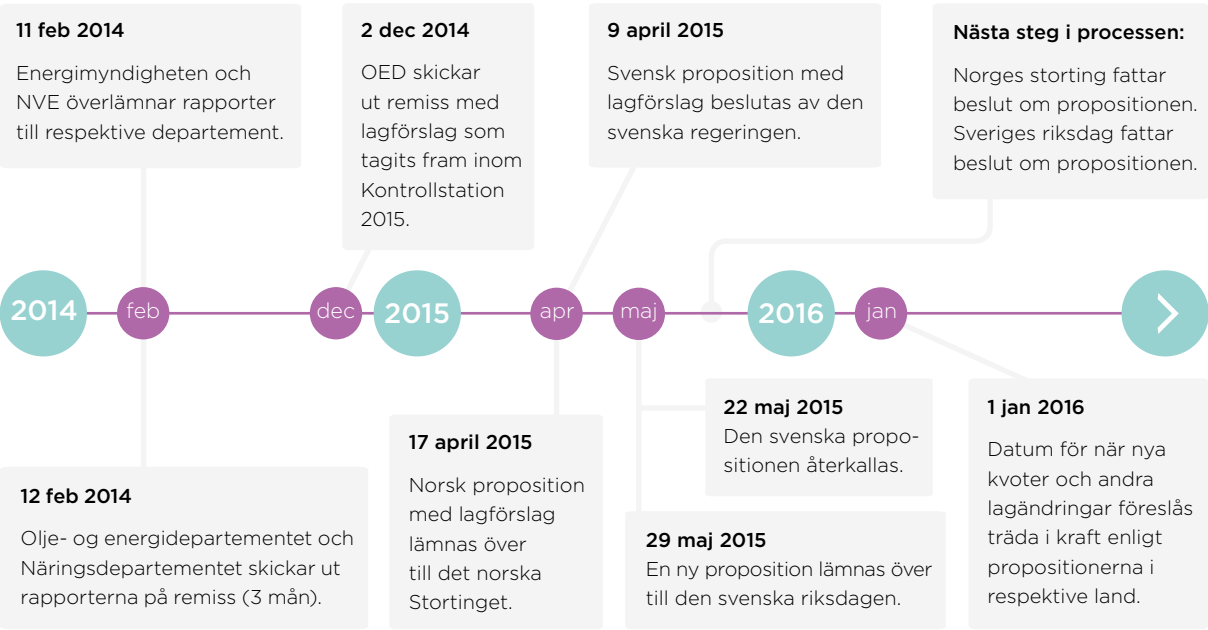 11 feb 2014
Energimyndigheten och
NVE överlämnar rapporter
till respektive departement.
2 dec 2014
OED skickar
ut remiss med
lagförslag som
tagits fram inom
Kontrollstation
2015.
9 april 2015
Svensk proposition med
lagförslag beslutas av den
svenska regeringen.
Nästa steg i processen:
Norges storting fattar
beslut om propositionen.
Sveriges riksdag fattar
beslut om propositionen.
2014
feb
dec
2015
apr
maj
2016
jan
12 feb 2014
Olje- og energidepartementet och
Näringsdepartementet skickar ut
rapporterna på remiss (3 mån).
17 april 2015
Norsk proposition
med lagförslag
lämnas över
till det norska
Stortinget.
22 maj 2015
Den svenska propo-
sitionen återkallas.
29 maj 2015
En ny proposition lämnas över
till den svenska riksdagen.
1 jan 2016
Datum för när nya
kvoter och andra
lagändringar föreslås
träda i kraft enligt
propositionerna i
respektive land.